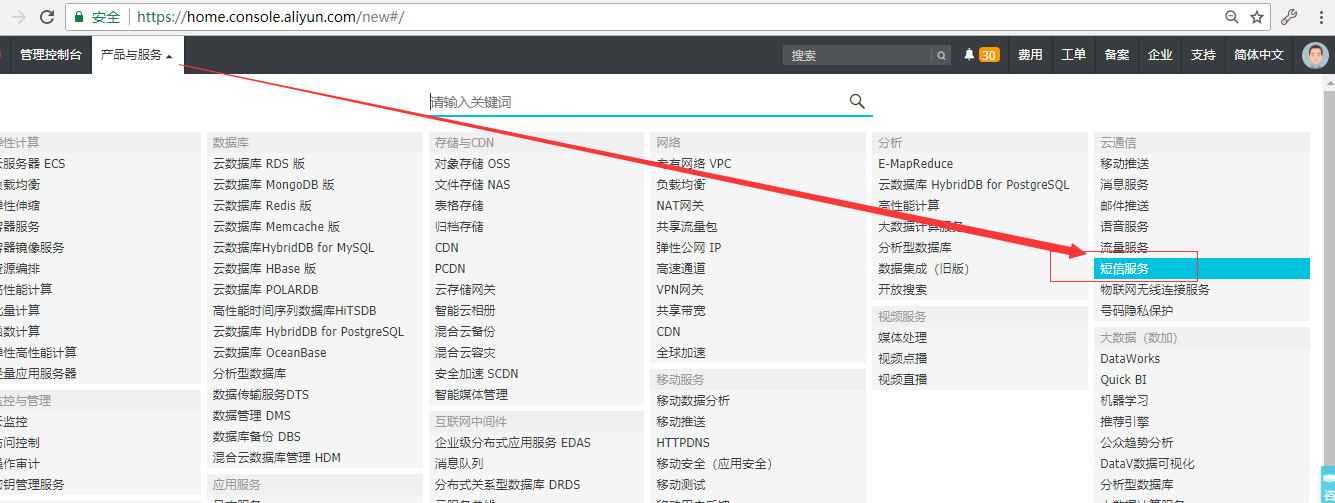 安全 https://home.console.aliyun.com/new#/
管理控制台 产品与服务 搜索 30 费用 工单 备案 企业 支持 简体中文
请输入关键词
弹性计算
云服务器 ECS
负载均衡
弹性伸缩
容器服务
容器镜像服务
资源编排
高性能计算
批量计算
函数计算
弹性高性能计算
轻量应用服务器
监控与管理
云监控
访问控制
操作审计
密钥管理服务
数据库
云数据库 RDS 版
云数据库 MongoDB 版
云数据库 Redis 版
云数据库 Memcache 版
云数据库HybridDB for MySQL
云数据库 HBase 版
云数据库 POLARDB
高性能时间序列数据库HiTSDB
云数据库 HybridDB for PostgreSQL
云数据库 OceanBase
分析型数据库
数据传输服务DTS
数据管理 DMS
数据库备份 DBS
混合云数据库管理 HDM
应用服务
存储与CDN
对象存储 OSS
文件存储 NAS
表格存储
归档存储
CDN
PCDN
云存储网关
智能云相册
混合云备份
混合云容灾
安全加速 SCDN
智能媒体管理
互联网中间件
企业级分布式应用服务 EDAS
消息队列
分布式关系型数据库 DRDS
网络
专有网络 VPC
负载均衡
NAT网关
共享流量包
弹性公网 IP
高速通道
VPN网关
共享带宽
CDN
全球加速
移动服务
移动数据分析
移动推送
HTTPDNS
移动安全（应用安全）
移动测试
分析
E-MapReduce
云数据库 HybridDB for PostgreSQL
高性能计算
大数据计算服务
分析型数据库
数据集成（旧版）
开放搜索
视频服务
媒体处理
视频点播
视频直播
云通信
移动推送
消息服务
邮件推送
语音服务
流量服务
短信服务
物联网无线连接服务
号码隐私保护
大数据（数加）
DataWorks
Quick BI
机器学习
推荐引擎
公众趋势分析
DataV数据可视化
分析型数据库